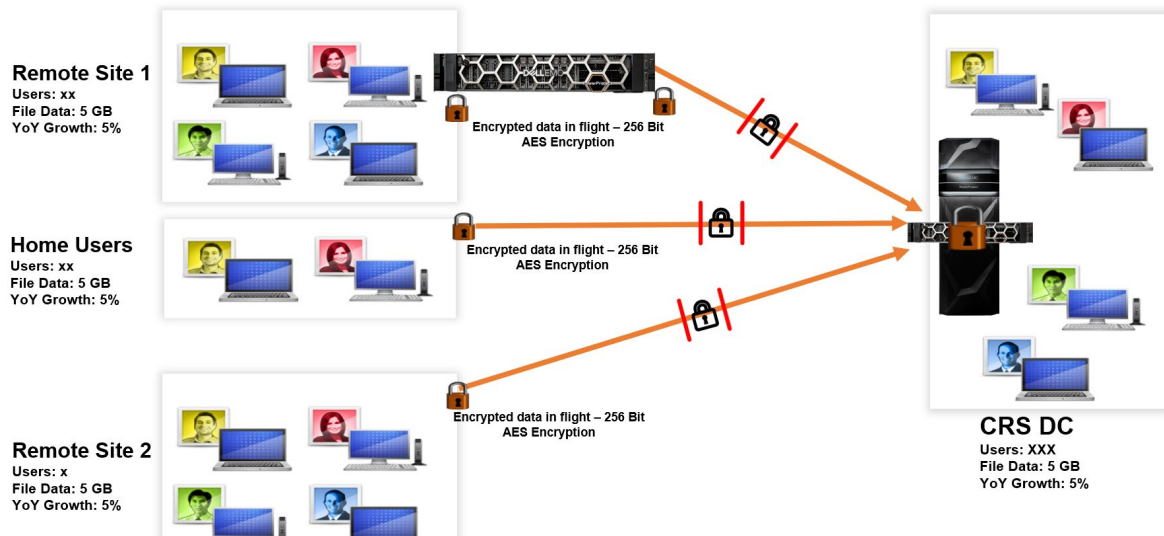 Remote Site 1
Users: xx
File Data: 5 GB
YoY Growth: 5%
DELLEMC
Encrypted data in flight – 256 Bit
AES Encryption
Home Users
Users: xx
File Data: 5 GB
YoY Growth: 5%
Encrypted data in flight – 256 Bit
AES Encryption
Remote Site 2
Users: x
File Data: 5 GB
YoY Growth: 5%
Encrypted data in flight – 256 Bit
AES Encryption
CRS DC
Users: XXX
File Data: 5 GB
YoY Growth: 5%